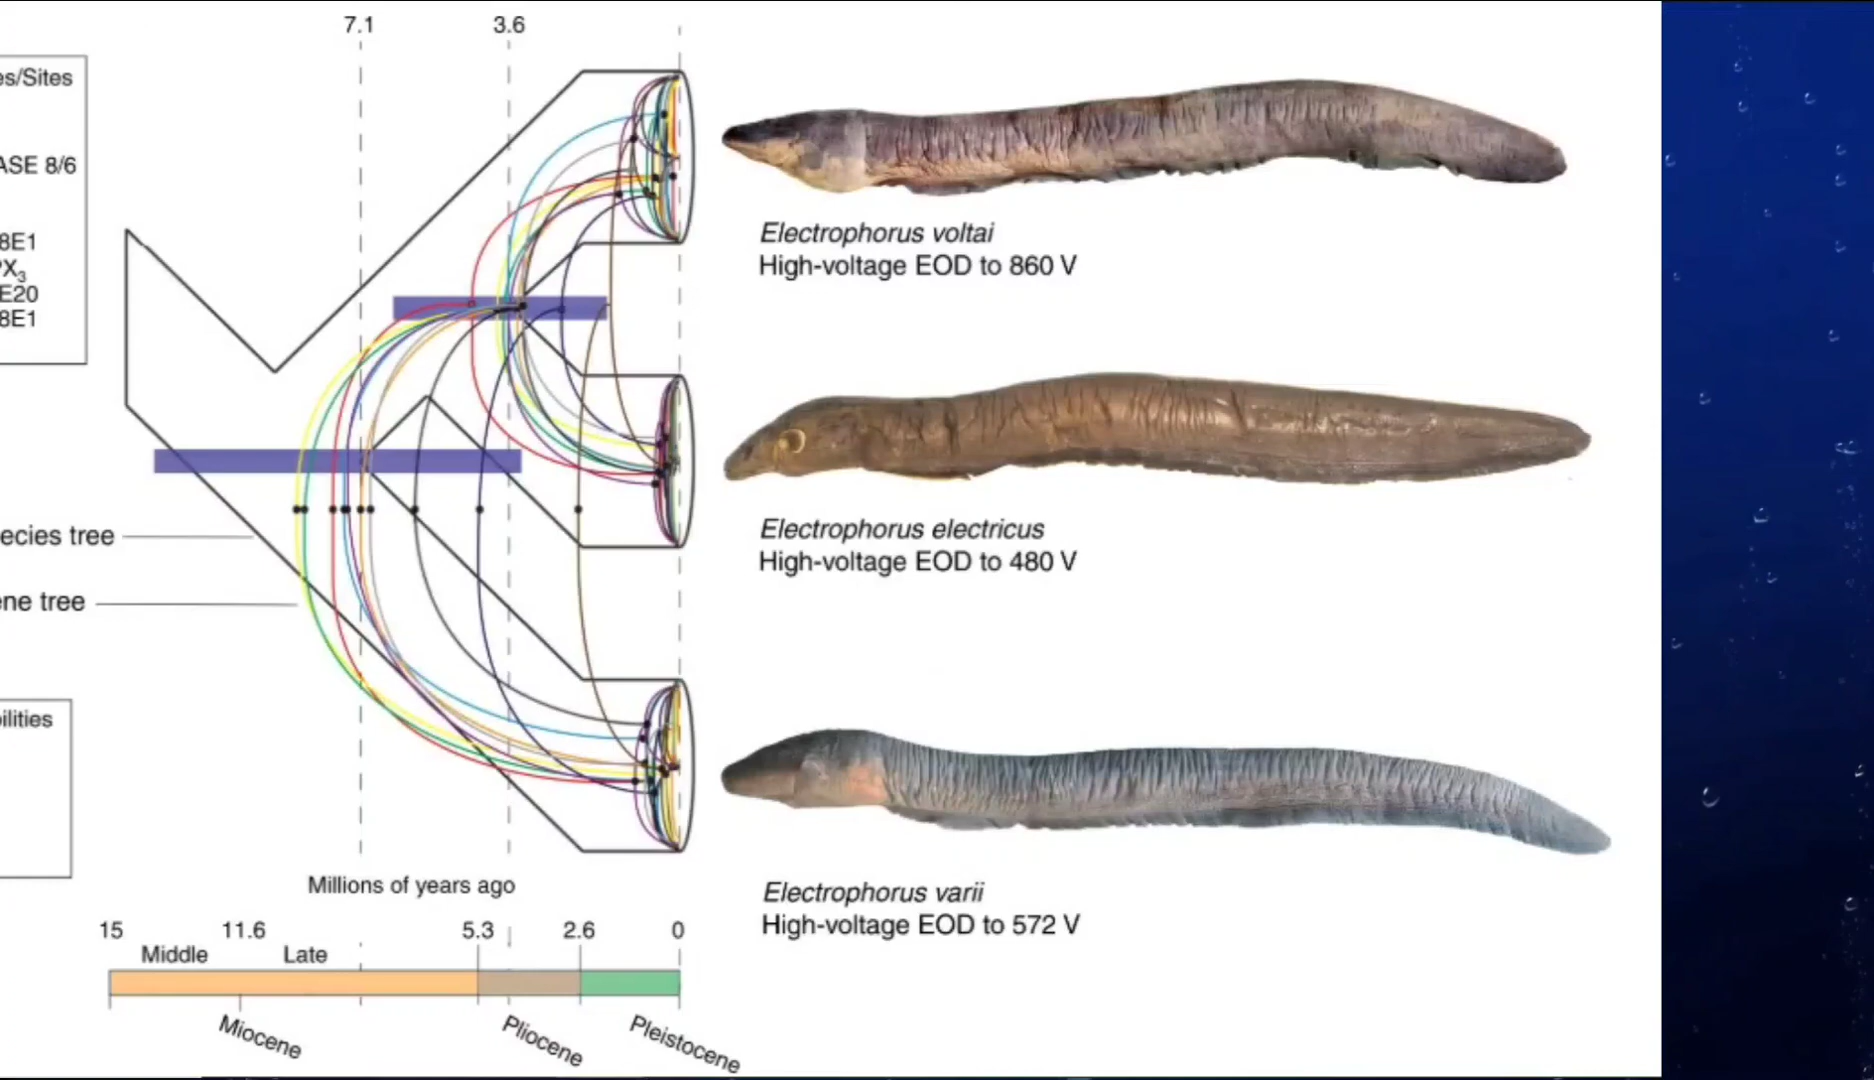 7.1 3.6
es/Sites
ASE 8/6
8E1
PX3
E20
8E1
Electrophorus voltai
High-voltage EOD to 860 V
Electrophorus electricus
High-voltage EOD to 480 V
ecies tree
ene tree
bilities
Electrophorus varii
High-voltage EOD to 572 V
Millions of years ago
15 11.6 5.3 2.6 0
Middle Late
Miocene Pliocene Pleistocene